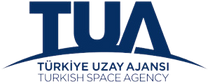 TUA
TÜRKİYE UZAY AJANSI
TURKISH SPACE AGENCY